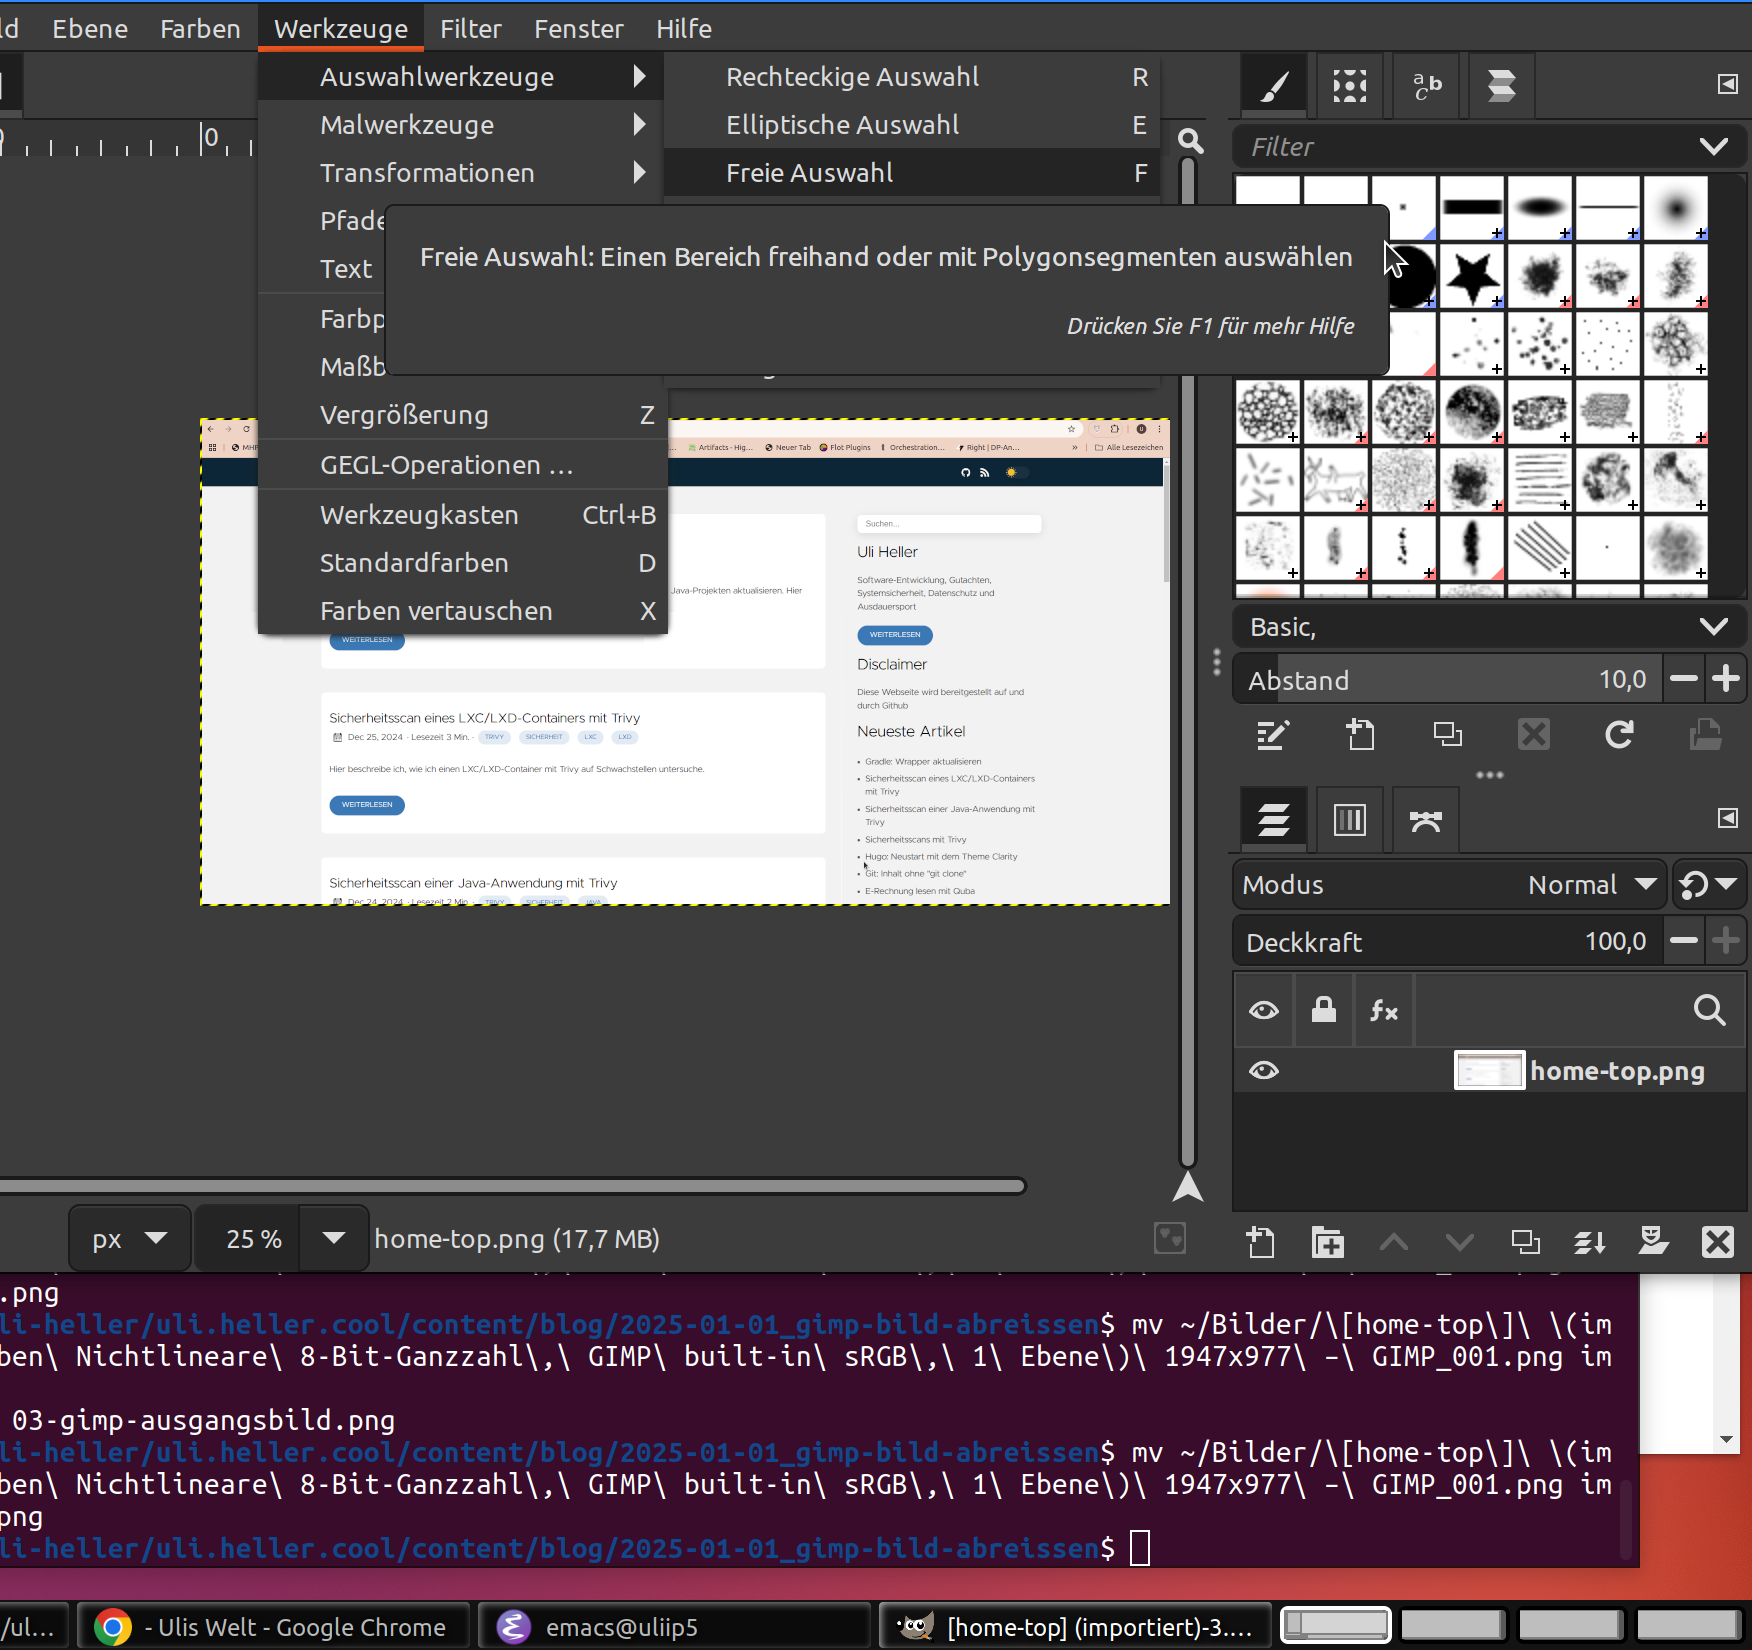 ld Ebene Farben Werkzeuge Filter Fenster Hilfe
Auswahlwerkzeuge
Malwerkzeuge
Transformationen
Pfade
Text
Farbp
Maßb
Vergrößerung Z
GEGL-Operationen …
Werkzeugkasten Ctrl+B
Standardfarben D
Farben vertauschen X
Rechteckige Auswahl R
Elliptische Auswahl E
Freie Auswahl F
Freie Auswahl: Einen Bereich freihand oder mit Polygonsegmenten auswählen
Drücken Sie F1 für mehr Hilfe
0
Artifacts - Hig... Neuer Tab Flot Plugins Orchestration... Right | DP-An... » Alle Lesezeichen
Java-Projekten aktualisieren. Hier
WEITERLESEN
Sicherheitsscan eines LXC/LXD-Containers mit Trivy
Dec 25, 2024 · Lesezeit 3 Min. · TRIVY SICHERHEIT LXC LXD
Hier beschreibe ich, wie ich einen LXC/LXD-Container mit Trivy auf Schwachstellen untersuche.
WEITERLESEN
Sicherheitsscan einer Java-Anwendung mit Trivy
Dec 24, 2024 · Lesezeit 2 Min. · TRIVY SICHERHEIT JAVA
Suchen...
Uli Heller
Software-Entwicklung, Gutachten,
Systemsicherheit, Datenschutz und
Ausdauersport
WEITERLESEN
Disclaimer
Diese Webseite wird bereitgestellt auf und
durch Github
Neueste Artikel
• Gradle: Wrapper aktualisieren
• Sicherheitsscan eines LXC/LXD-Containers
mit Trivy
• Sicherheitsscan einer Java-Anwendung mit
Trivy
• Sicherheitsscans mit Trivy
• Hugo: Neustart mit dem Theme Clarity
• Git: Inhalt ohne "git clone"
• E-Rechnung lesen mit Quba
Filter
Basic,
Abstand 10,0
Modus Normal
Deckkraft 100,0
fx
home-top.png
px 25 % home-top.png (17,7 MB)
.png
li-heller/uli.heller.cool/content/blog/2025-01-01_gimp-bild-abreissen$ mv ~/Bilder/\[home-top\]\ \(im
ben\ Nichtlineare\ 8-Bit-Ganzzahl\,\ GIMP\ built-in\ sRGB\,\ 1\ Ebene\)\ 1947x977\ –\ GIMP_001.png im
03-gimp-ausgangsbild.png
li-heller/uli.heller.cool/content/blog/2025-01-01_gimp-bild-abreissen$ mv ~/Bilder/\[home-top\]\ \(im
ben\ Nichtlineare\ 8-Bit-Ganzzahl\,\ GIMP\ built-in\ sRGB\,\ 1\ Ebene\)\ 1947x977\ –\ GIMP_001.png im
png
li-heller/uli.heller.cool/content/blog/2025-01-01_gimp-bild-abreissen$
/ul... - Ulis Welt - Google Chrome emacs@uliip5 [home-top] (importiert)-3....